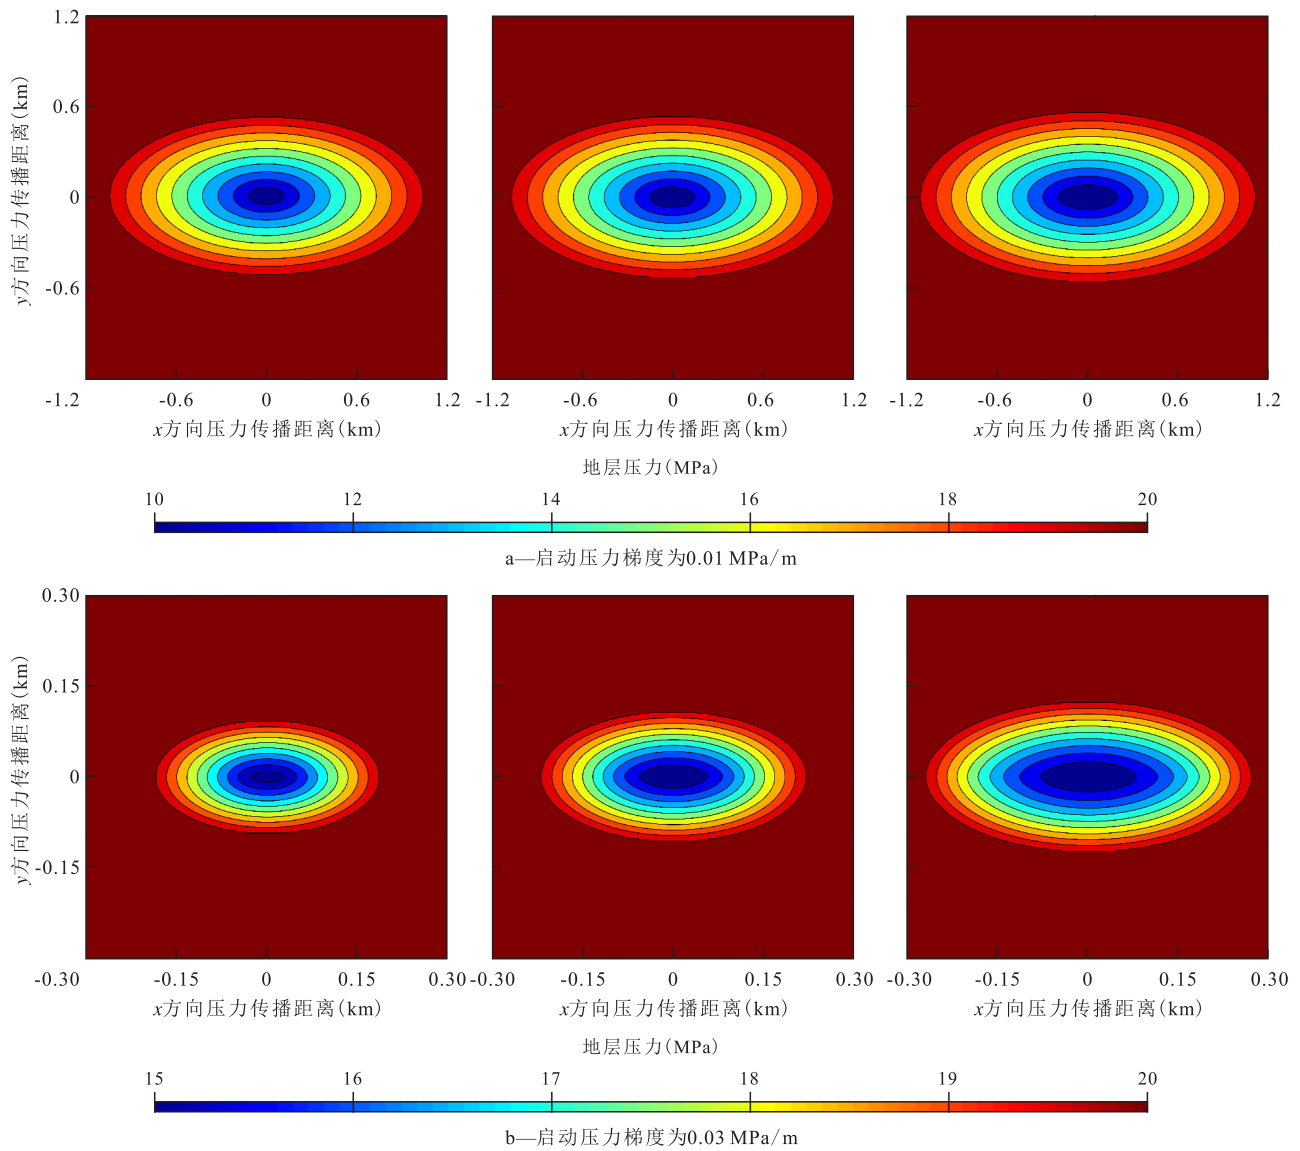 1.2
0.6
0
-0.6
-1.2
y方向压力传播距离(km)
-0.6 0 0.6 1.2
-1.2 -0.6 0 0.6 1.2
-1.2 -0.6 0 0.6 1.2
x方向压力传播距离(km)
x方向压力传播距离(km)
x方向压力传播距离(km)
地层压力(MPa)
10 12 14 16 18 20
a—启动压力梯度为0.01 MPa/m
0.30
0.15
0
-0.15
-0.30
y方向压力传播距离(km)
-0.15 0 0.15 0.30
-0.30 -0.15 0 0.15 0.30
-0.30 -0.15 0 0.15 0.30
x方向压力传播距离(km)
x方向压力传播距离(km)
x方向压力传播距离(km)
地层压力(MPa)
15 16 17 18 19 20
b—启动压力梯度为0.03 MPa/m